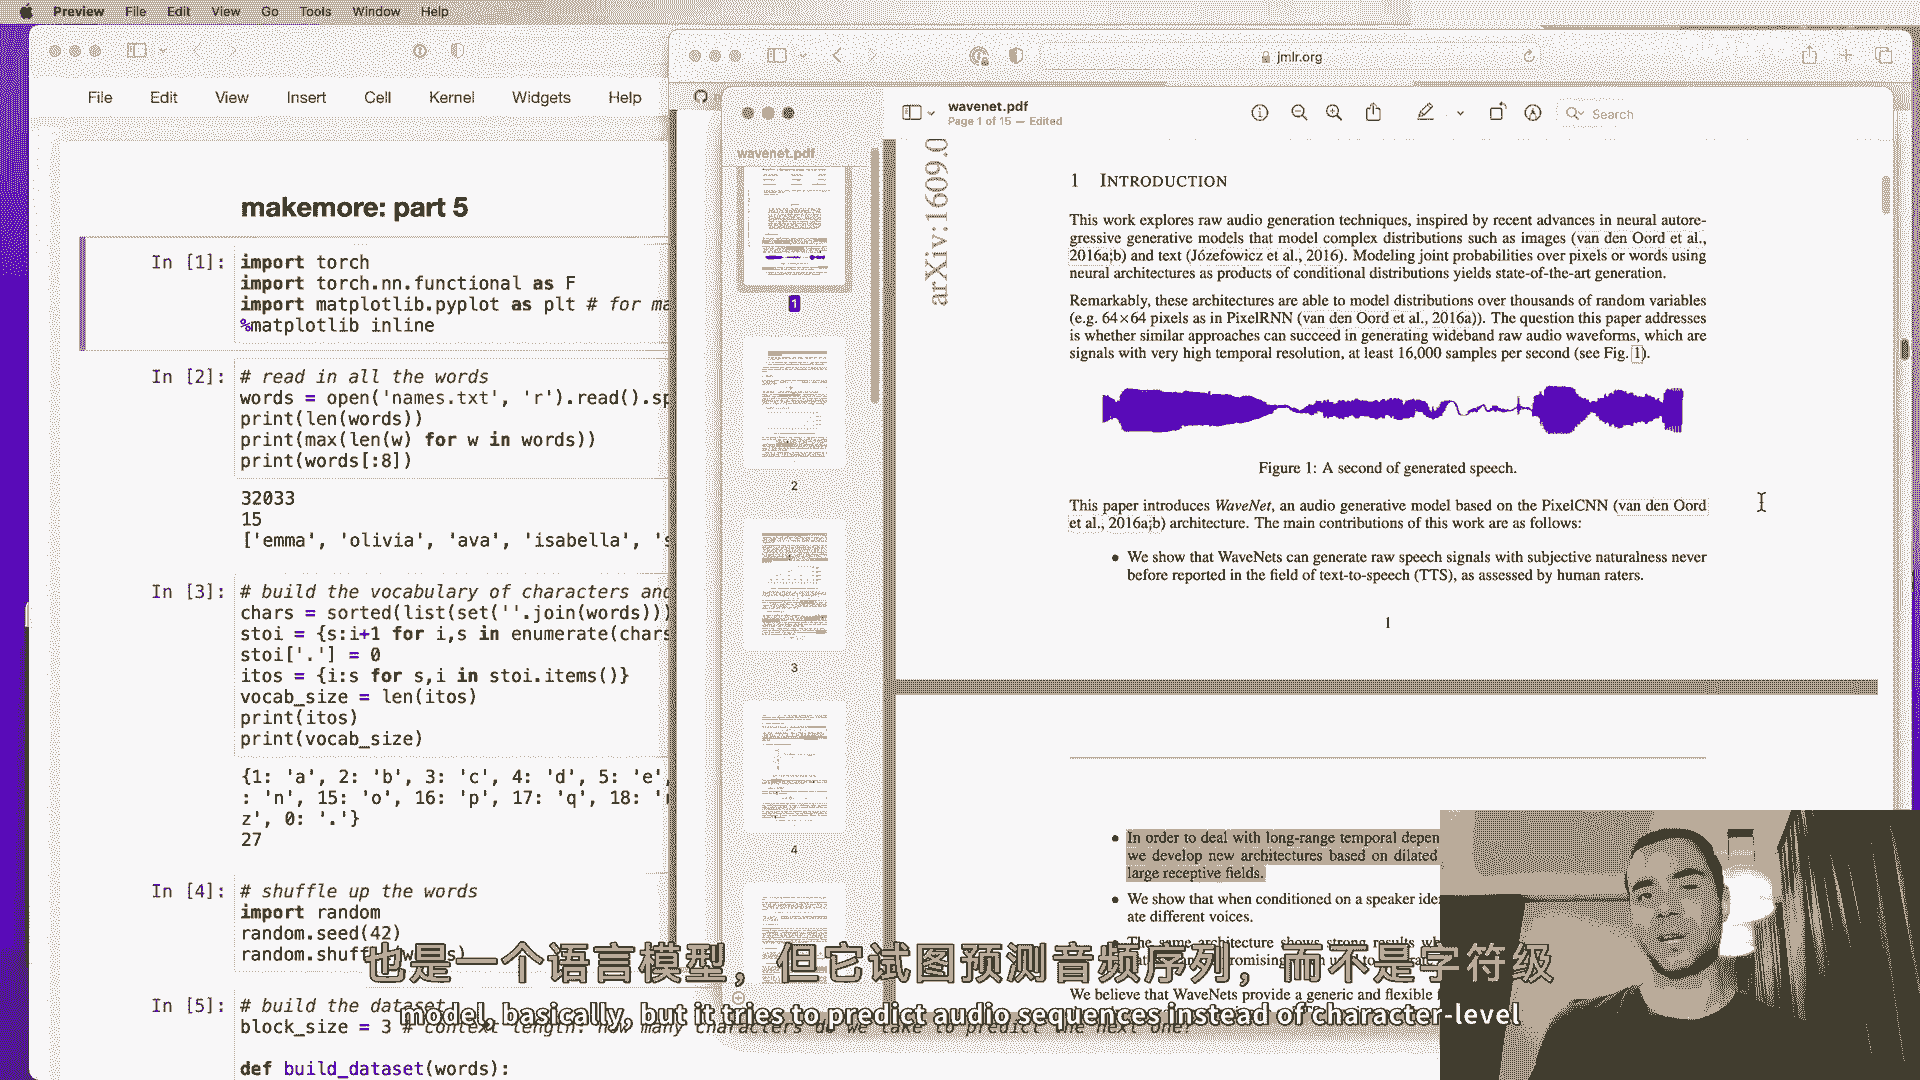 Preview File Edit View Go Tools Window Help
File Edit View Insert Cell Kernel Widgets Help
makemore: part 5
In [1]: import torch
import torch.nn.functional as F
import matplotlib.pyplot as plt # for ma
%matplotlib inline
In [2]: # read in all the words
words = open('names.txt', 'r').read().sp
print(len(words))
print(max(len(w) for w in words))
print(words[:8])
32033
15
['emma', 'olivia', 'ava', 'isabella', 's
In [3]: # build the vocabulary of characters and
chars = sorted(list(set(''.join(words)))
stoi = {s:i+1 for i,s in enumerate(chars
stoi['.'] = 0
itos = {i:s for s,i in stoi.items()}
vocab_size = len(itos)
print(itos)
print(vocab_size)
{1: 'a', 2: 'b', 3: 'c', 4: 'd', 5: 'e',
: 'n', 15: 'o', 16: 'p', 17: 'q', 18: 'r
z', 0: '.'}
27
In [4]: # shuffle up the words
import random
random.seed(42)
In [5]: # build the dataset
block_size = 3 # context length: how many characters do we take to predict the next one?
def build_dataset(words):
jmlr.org
wavenet.pdf
Page 1 of 15 — Edited
Search
wavenet.pdf
1
2
3
4
arXiv:1609.0
1 INTRODUCTION
This work explores raw audio generation techniques, inspired by recent advances in neural autore-
gressive generative models that model complex distributions such as images (van den Oord et al.,
2016a;b) and text (Józefowicz et al., 2016). Modeling joint probabilities over pixels or words using
neural architectures as products of conditional distributions yields state-of-the-art generation.
Remarkably, these architectures are able to model distributions over thousands of random variables
(e.g. 64×64 pixels as in PixelRNN (van den Oord et al., 2016a)). The question this paper addresses
is whether similar approaches can succeed in generating wideband raw audio waveforms, which are
signals with very high temporal resolution, at least 16,000 samples per second (see Fig. 1).
Figure 1: A second of generated speech.
This paper introduces WaveNet, an audio generative model based on the PixelCNN (van den Oord
et al., 2016a;b) architecture. The main contributions of this work are as follows:
• We show that WaveNets can generate raw speech signals with subjective naturalness never
before reported in the field of text-to-speech (TTS), as assessed by human raters.
1
• In order to deal with long-range temporal depen
we develop new architectures based on dilated
large receptive fields.
• We show that when conditioned on a speaker ide
ate different voices.
The same architecture shows strong results wh
We believe that WaveNets provide a generic and flexible
也是一个语言模型，但它试图预测音频序列，而不是字符级
model, basically, but it tries to predict audio sequences instead of character-level